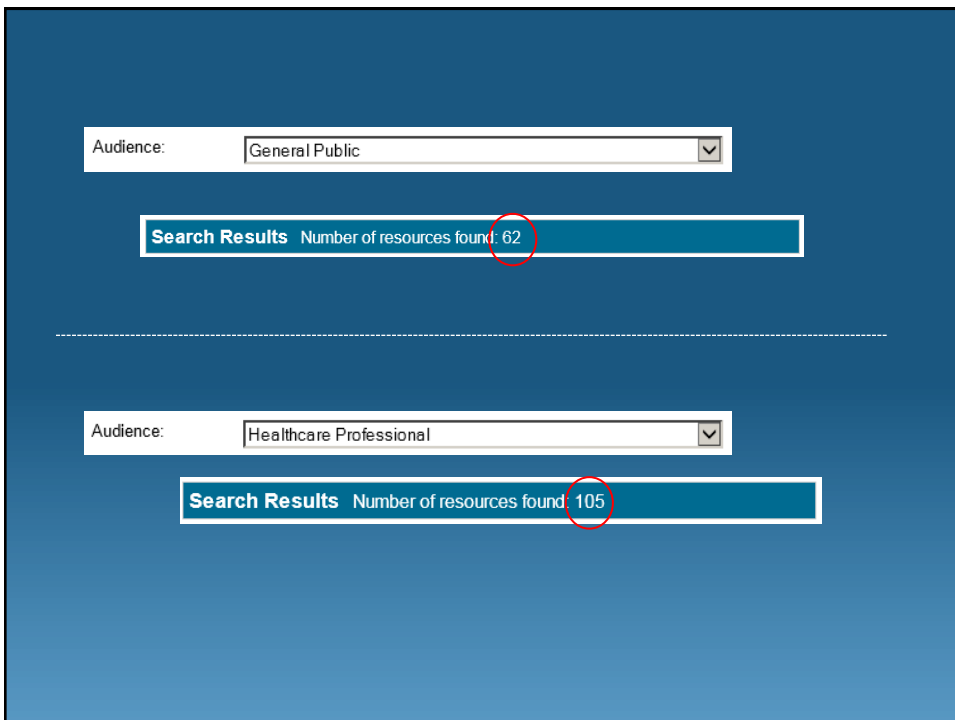 Audience: General Public
Search Results Number of resources found: 62
Audience: Healthcare Professional
Search Results Number of resources found: 105